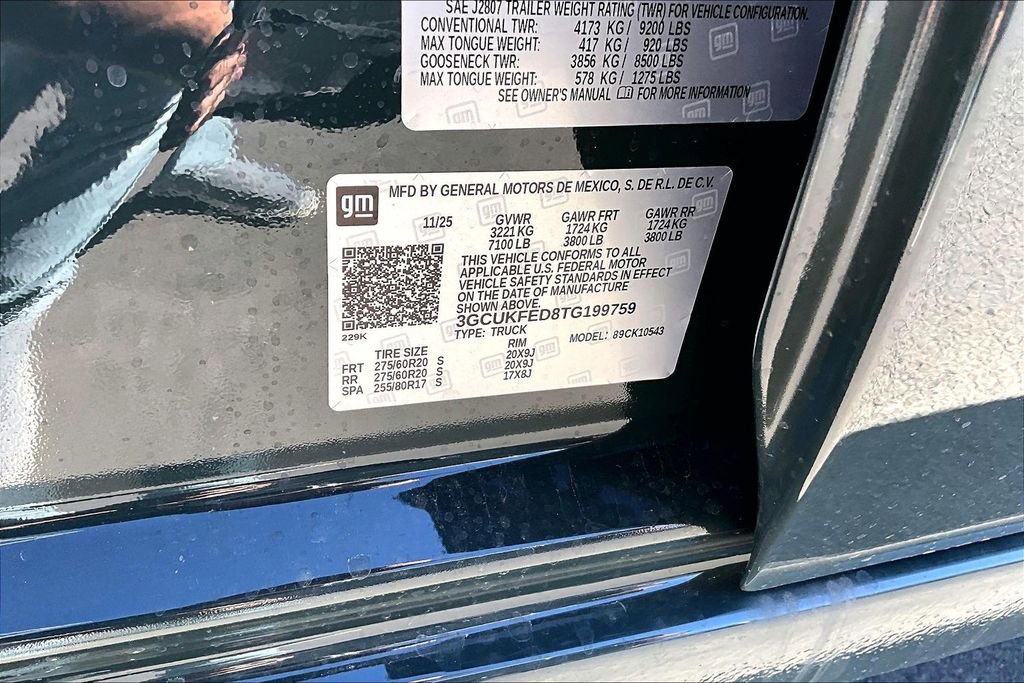 SAE J2807 TRAILER WEIGHT RATING (TWR) FOR VEHICLE CONFIGURATION.
CONVENTIONAL TWR: 4173 KG / 9200 LBS
MAX TONGUE WEIGHT: 417 KG / 920 LBS
GOOSENECK TWR: 3856 KG / 8500 LBS
MAX TONGUE WEIGHT: 578 KG / 1275 LBS
SEE OWNER'S MANUAL FOR MORE INFORMATION
gm MFD BY GENERAL MOTORS DE MEXICO, S. DE R.L. DE C.V.
11/25 GVWR GAWR FRT GAWR RR
3221 KG 1724 KG 1724 KG
7100 LB 3800 LB 3800 LB
THIS VEHICLE CONFORMS TO ALL
APPLICABLE U.S. FEDERAL MOTOR
VEHICLE SAFETY STANDARDS IN EFFECT
ON THE DATE OF MANUFACTURE
SHOWN ABOVE.
3GCUKFED8TG199759
229K
TYPE: TRUCK MODEL: 89CK10543
TIRE SIZE RIM
FRT 275/60R20 S 20X9J
RR 275/60R20 S 20X9J
SPA 255/80R17 S 17X8J